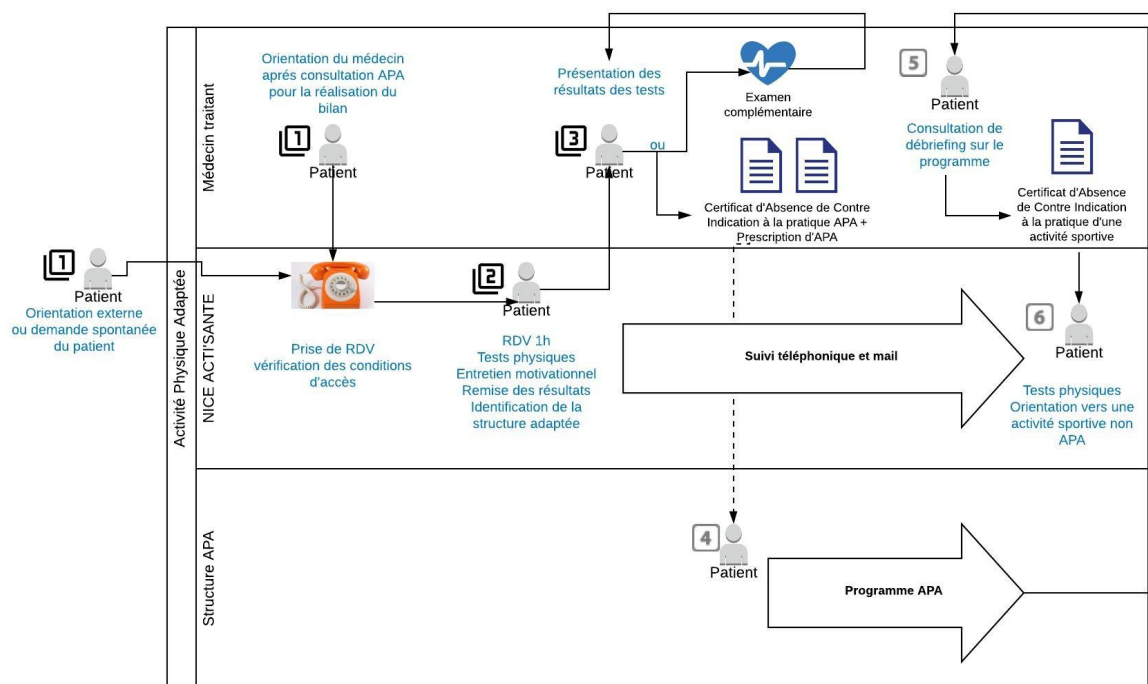 Activité Physique Adaptée
Médecin traitant
Orientation du médecin
aprés consultation APA
pour la réalisation du
bilan
1
Patient
Présentation des
résultats des tests
3
Patient
ou
Examen
complémentaire
Certificat d'Absence de Contre
Indication à la pratique APA +
Prescription d'APA
5
Patient
Consultation de
débriefing sur le
programme
Certificat d'Absence
de Contre Indication
à la pratique d'une
activité sportive
1
Patient
Orientation externe
ou demande spontanée
du patient
NICE ACTI'SANTE
Prise de RDV
vérification des conditions
d'accès
2
Patient
RDV 1h
Tests physiques
Entretien motivationnel
Remise des résultats
Identification de la
structure adaptée
Suivi téléphonique et mail
6
Patient
Tests physiques
Orientation vers une
activité sportive non
APA
Structure APA
4
Patient
Programme APA